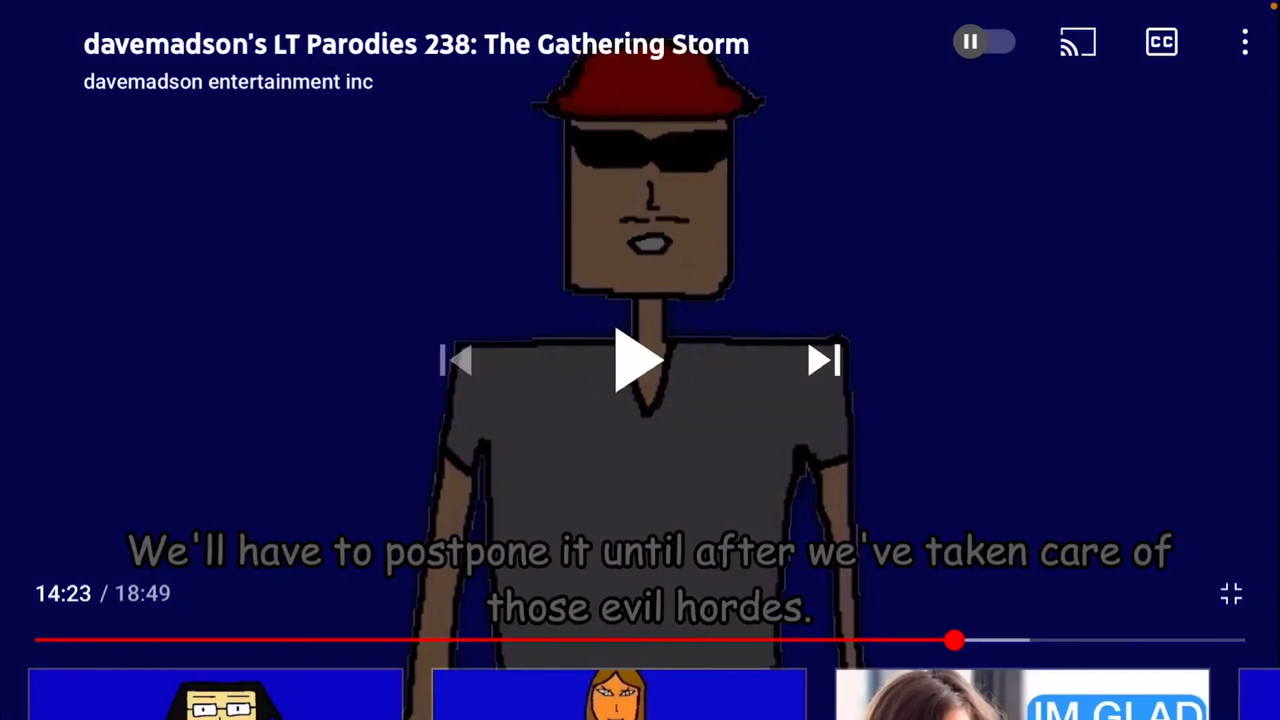 davemadson's LT Parodies 238: The Gathering Storm
davemadson entertainment inc
CC
We'll have to postpone it until after we've taken care of
those evil hordes.
14:23 / 18:49
IM GLAD